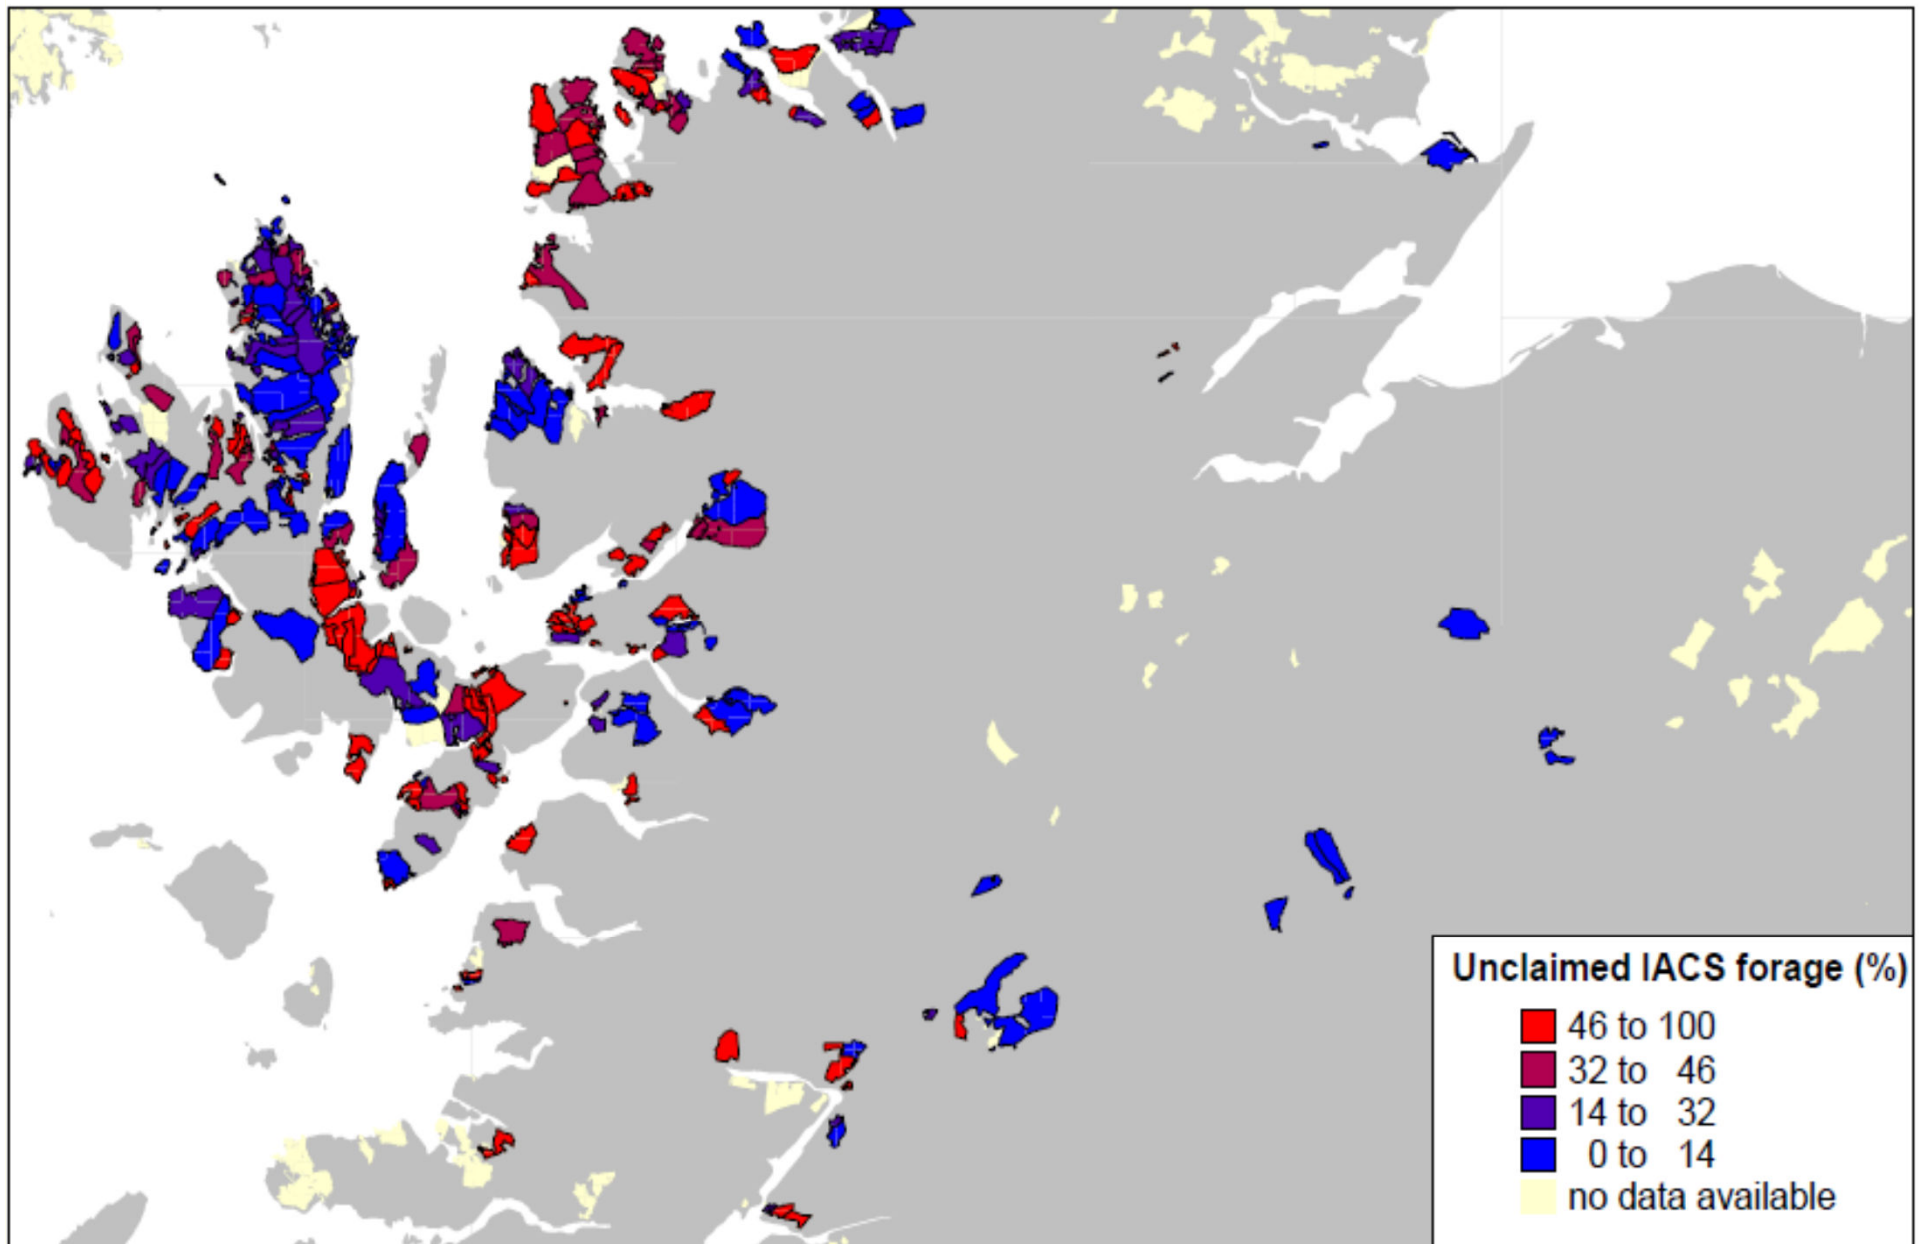 Unclaimed IACS forage (%)
46 to 100
32 to 46
14 to 32
0 to 14
no data available